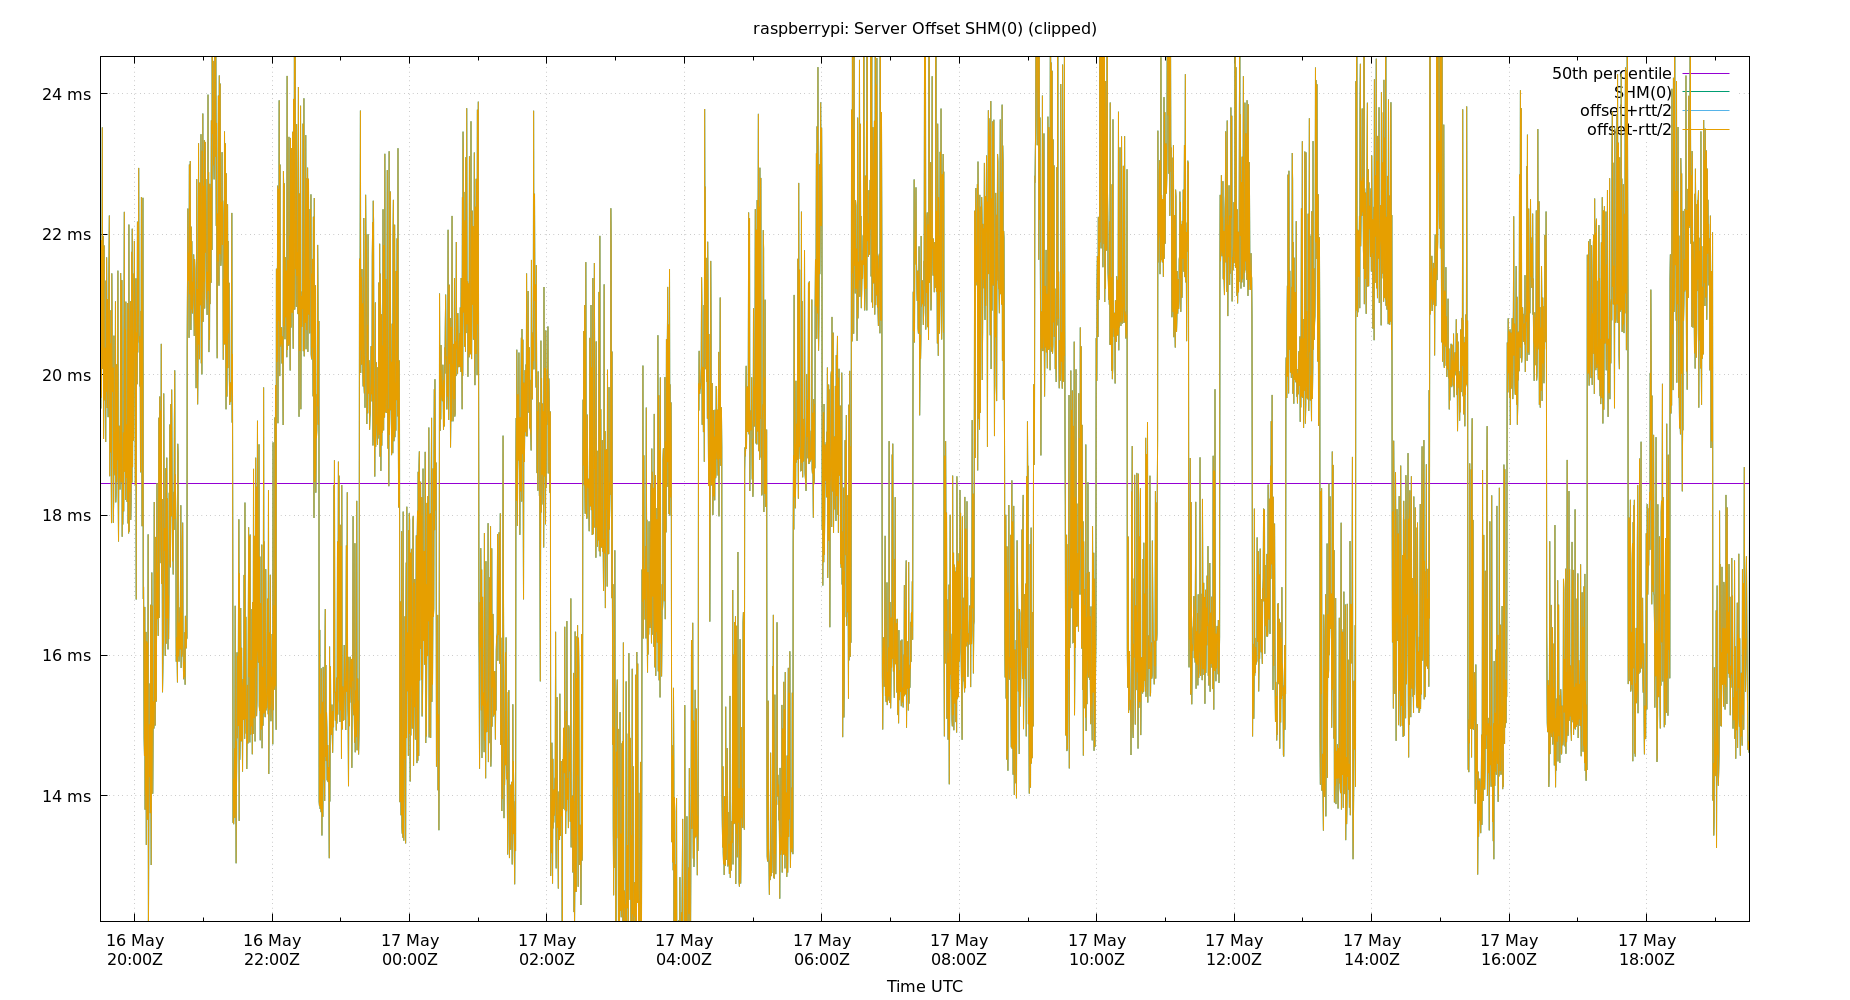 raspberrypi: Server Offset SHM(0) (clipped)
50th percentile
SHM(0)
offset+rtt/2
offset-rtt/2
24 ms
22 ms
20 ms
18 ms
16 ms
14 ms
16 May 16 May 17 May 17 May 17 May 17 May 17 May 17 May 17 May 17 May 17 May 17 May
20:00Z 22:00Z 00:00Z 02:00Z 04:00Z 06:00Z 08:00Z 10:00Z 12:00Z 14:00Z 16:00Z 18:00Z
Time UTC